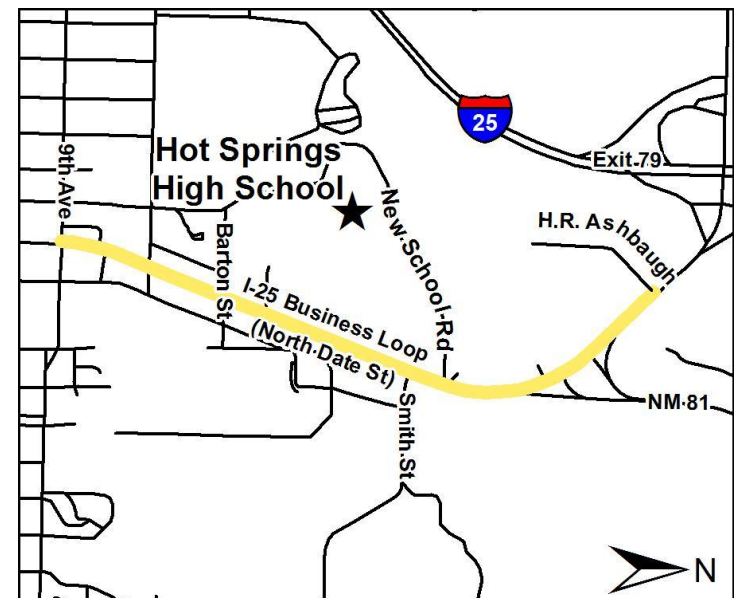 25
Exit 79
9th Ave
Hot Springs
High School
New School Rd
H.R. Ashbaugh
Barton St
I-25 Business Loop
(North Date St)
Smith St
NM 81
N